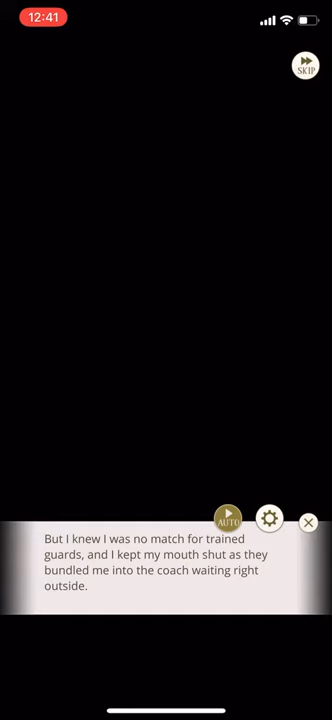 12:41
SKIP
AUTO
But I knew I was no match for trained
guards, and I kept my mouth shut as they
bundled me into the coach waiting right
outside.